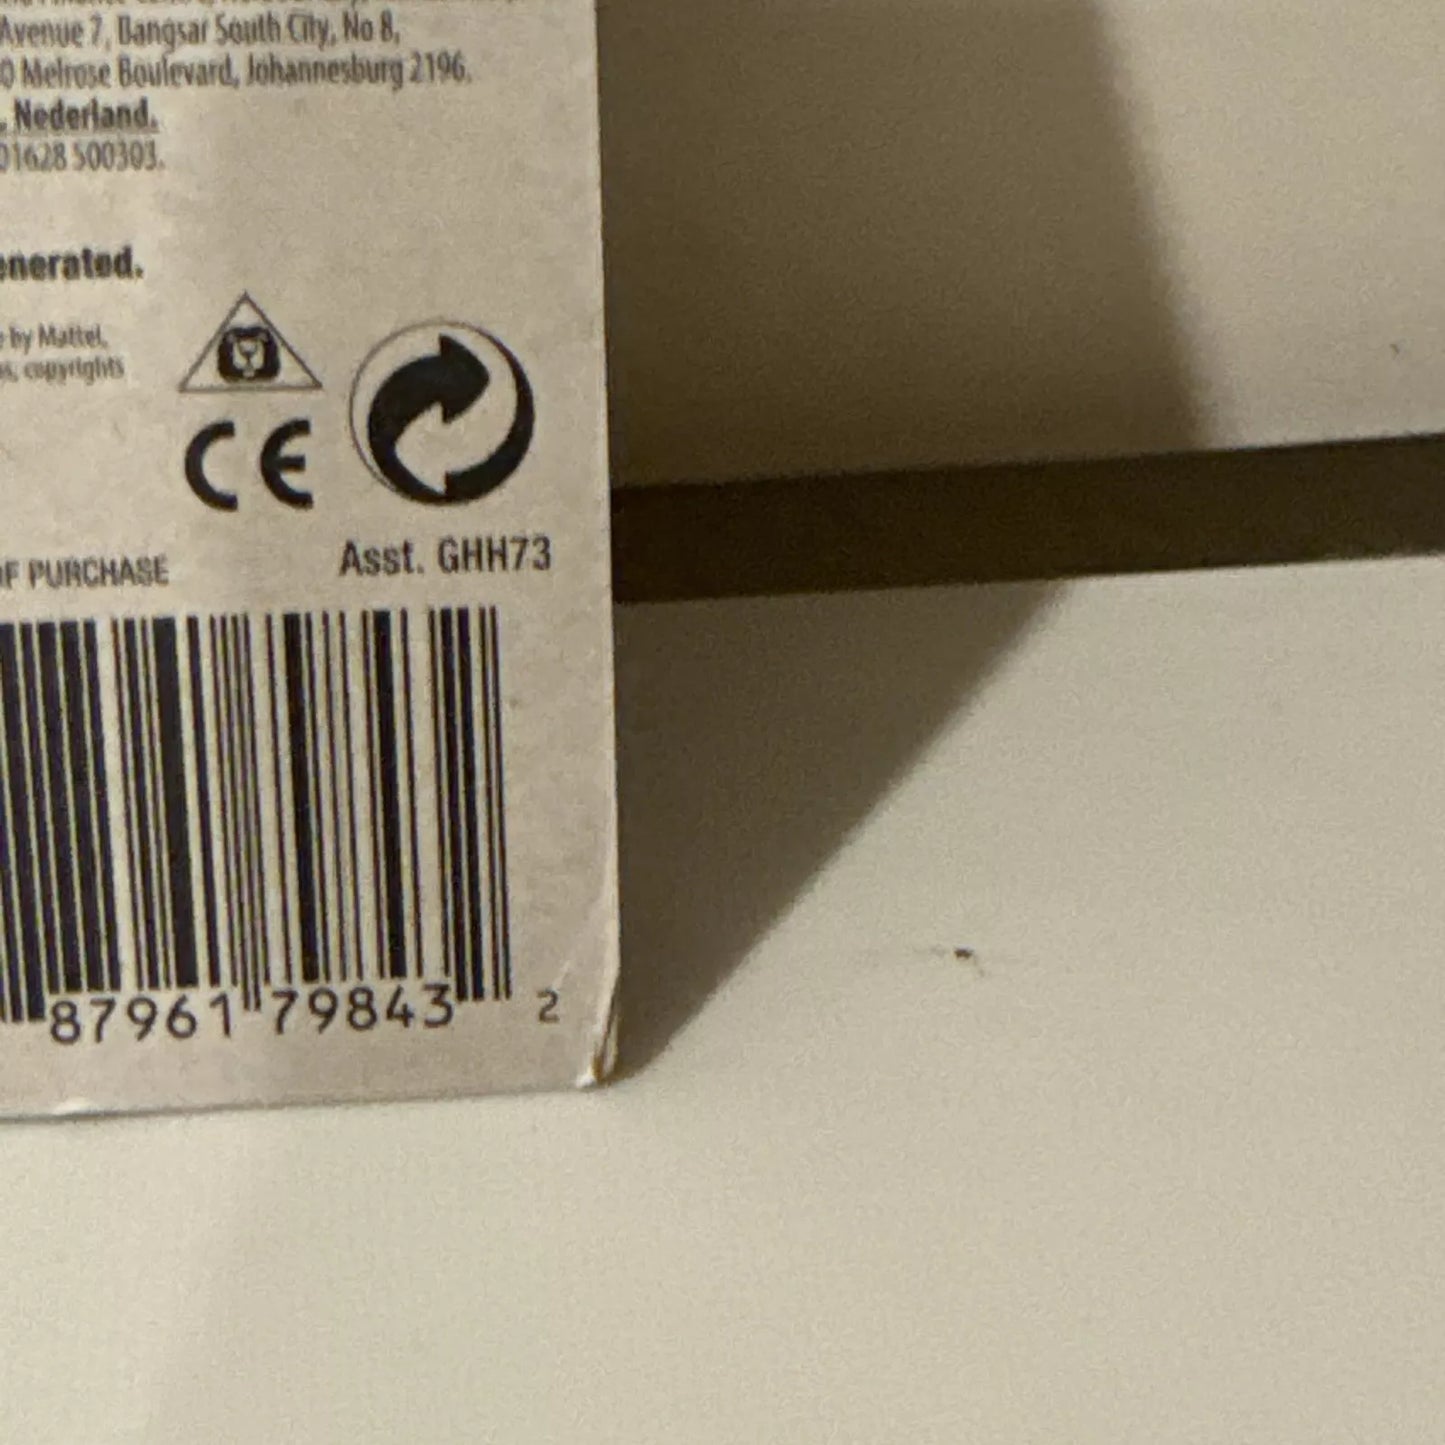 Avenue 7, Bangsar South City, No 8,
0 Melrose Boulevard, Johannesburg 2196.
, Nederland.
01628 500303.
enerated.
e by Mattel,
s, copyrights
CE
Asst. GHH73
OF PURCHASE
87961 79843 2